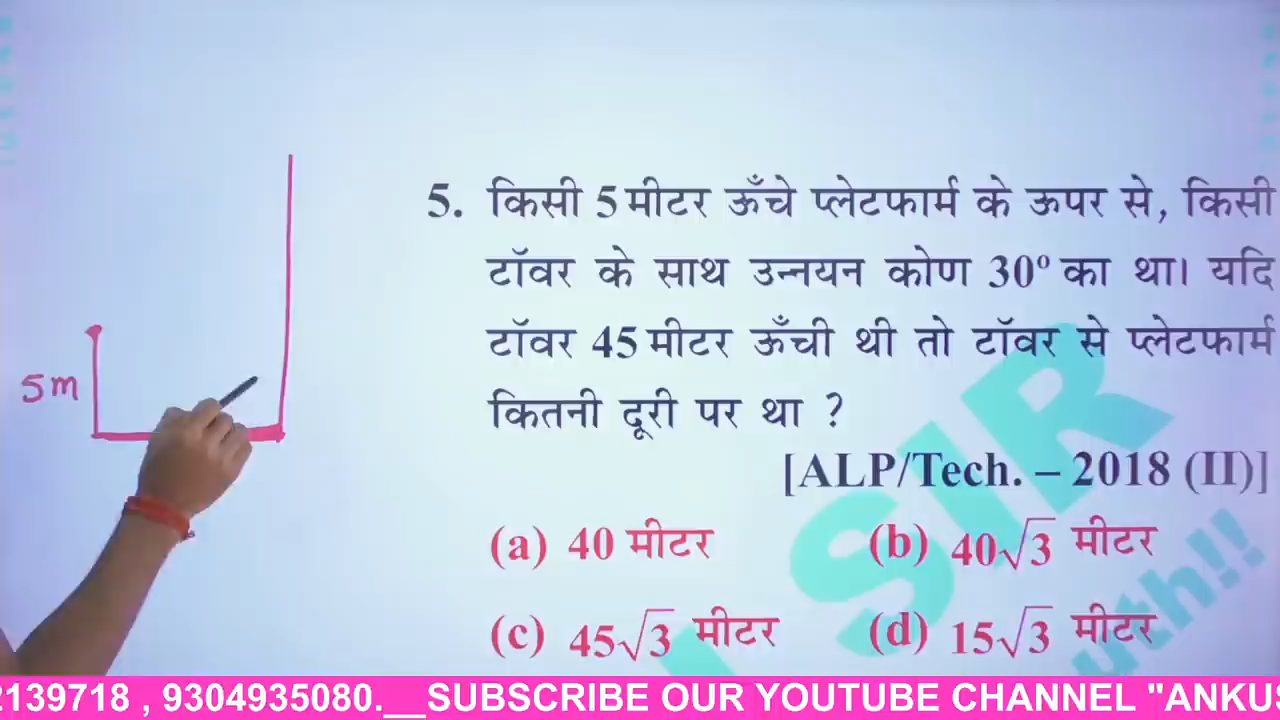 5. किसी 5 मीटर ऊँचे प्लेटफार्म के ऊपर से, किसी
टॉवर के साथ उन्नयन कोण 30° का था। यदि
टॉवर 45 मीटर ऊँची थी तो टॉवर से प्लेटफार्म
कितनी दूरी पर था ?
[ALP/Tech. – 2018 (II)]
(a) 40 मीटर (b) 40√3 मीटर
(c) 45√3 मीटर (d) 15√3 मीटर
5m
SIR
uth!!
2139718 , 9304935080.__SUBSCRIBE OUR YOUTUBE CHANNEL "ANKUS